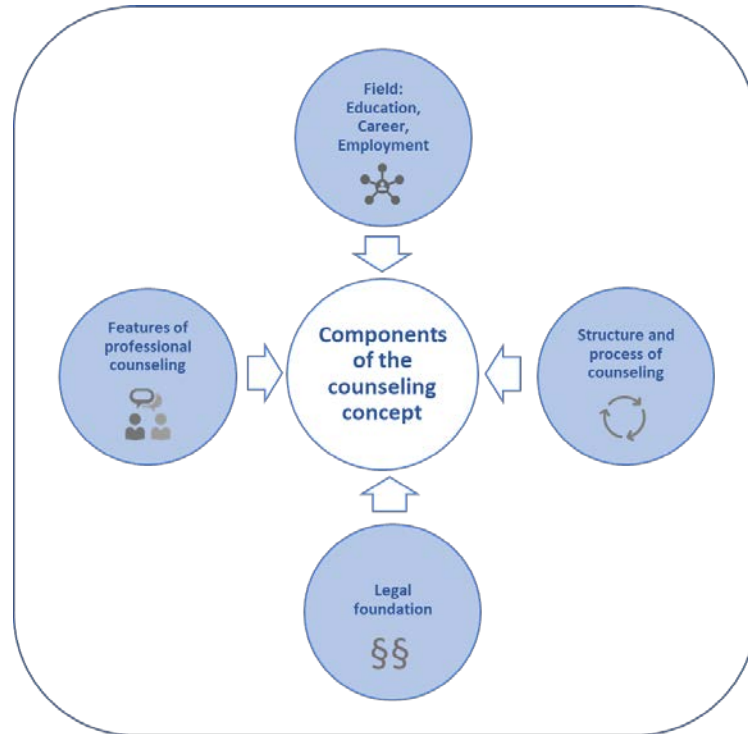 Field:
Education,
Career,
Employment
Features of
professional
counseling
Components
of the
counseling
concept
Structure and
process of
counseling
Legal
foundation
§§